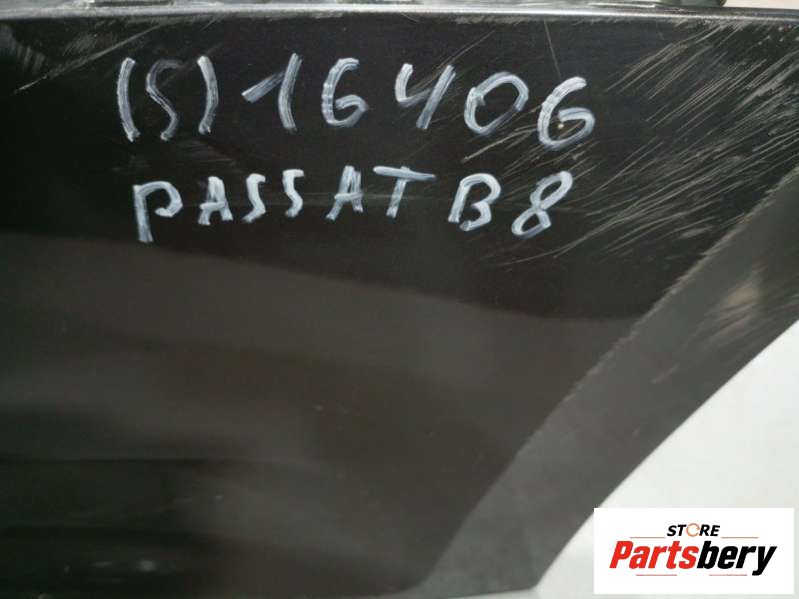 (S) 16406
PASSAT B8
STORE
Partsbery